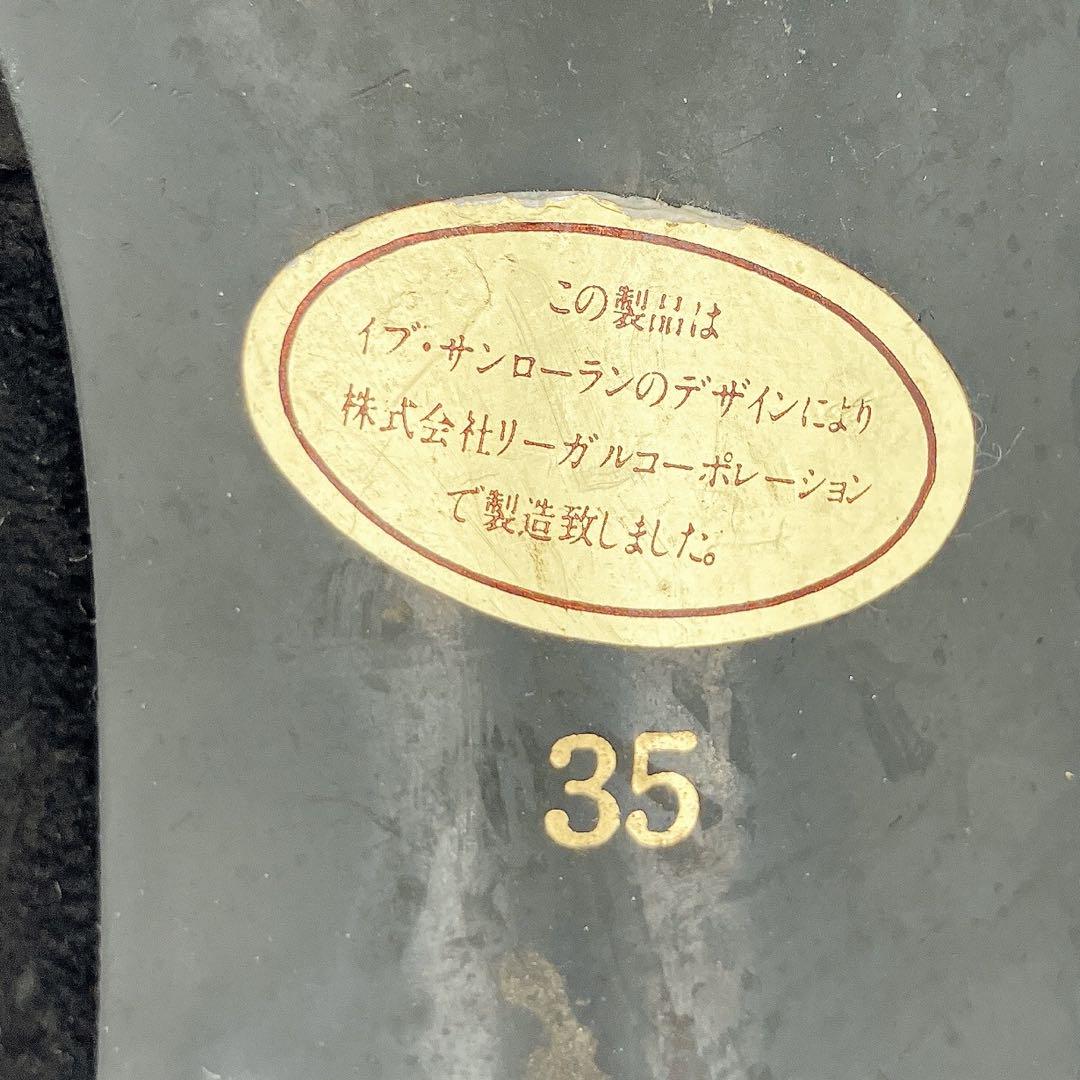 この製品は
イブ・サンローランのデザインにより
株式会社リーガルコーポレーション
で製造致しました。
35